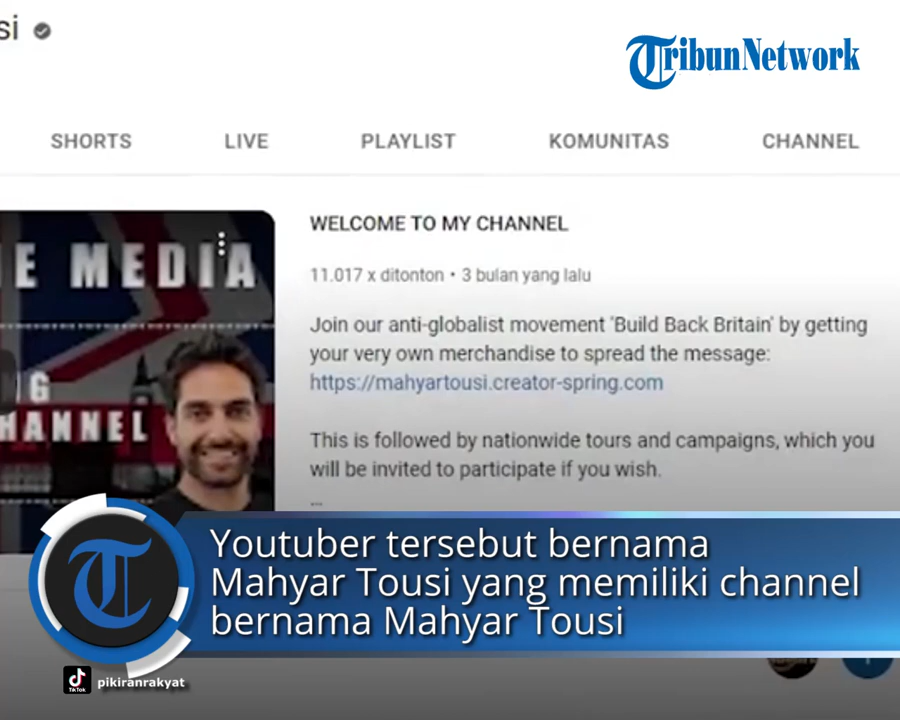 si
TribunNetwork
SHORTS LIVE PLAYLIST KOMUNITAS CHANNEL
E MEDIA
G
HANNEL
WELCOME TO MY CHANNEL
11.017 x ditonton • 3 bulan yang lalu
Join our anti-globalist movement 'Build Back Britain' by getting
your very own merchandise to spread the message:
https://mahyartousi.creator-spring.com
This is followed by nationwide tours and campaigns, which you
will be invited to participate if you wish.
...
T
Youtuber tersebut bernama
Mahyar Tousi yang memiliki channel
bernama Mahyar Tousi
TikTok pikiranrakyat